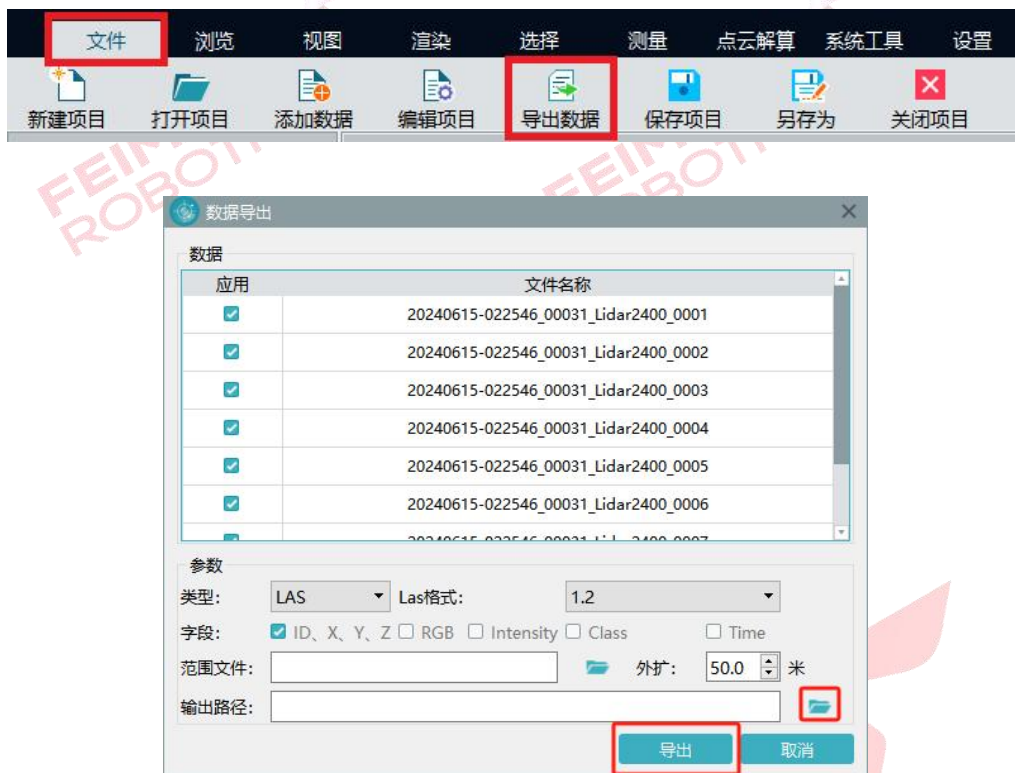 文件 浏览 视图 渲染 选择 测量 点云解算 系统工具 设置
新建项目 打开项目 添加数据 编辑项目 导出数据 保存项目 另存为 关闭项目
数据导出
数据
应用 文件名称
20240615-022546_00031_Lidar2400_0001
20240615-022546_00031_Lidar2400_0002
20240615-022546_00031_Lidar2400_0003
20240615-022546_00031_Lidar2400_0004
20240615-022546_00031_Lidar2400_0005
20240615-022546_00031_Lidar2400_0006
20240615-022546_00031_Lidar2400_0007
参数
类型: LAS Las格式: 1.2
字段: ID、X、Y、Z RGB Intensity Class Time
范围文件: 外扩: 50.0 米
输出路径:
导出 取消